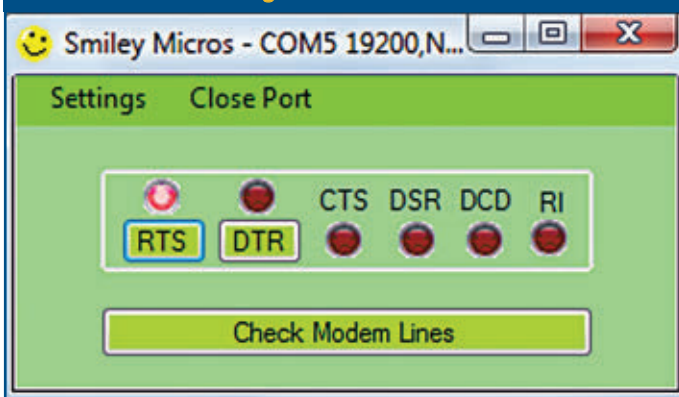 Smiley Micros - COM5 19200,N...
Settings Close Port
CTS DSR DCD RI
RTS DTR
Check Modem Lines